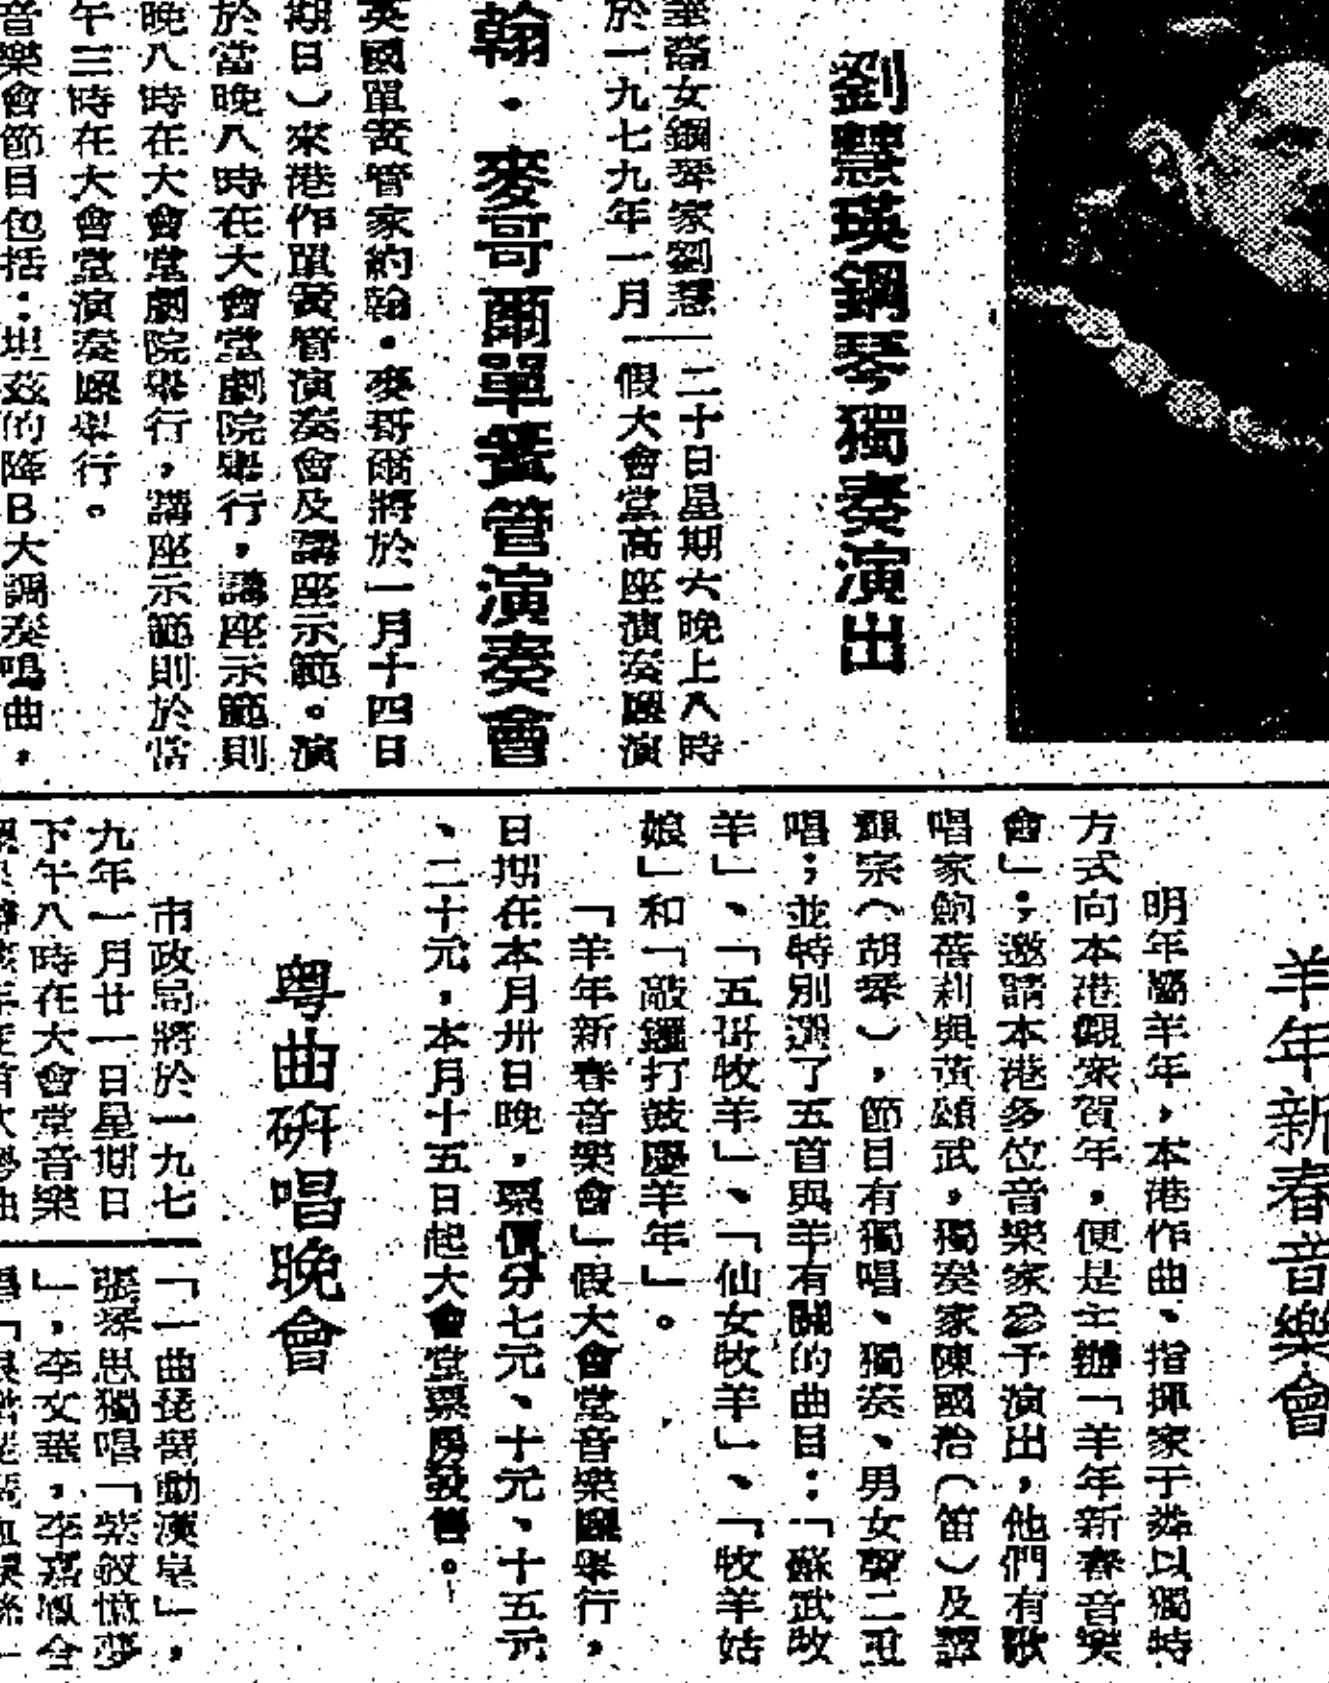 劉慧瑛鋼琴獨奏演出
華裔女鋼琴家劉慧
於一九七九年一月
二十日星期六晚上八時
假大會堂高座演奏廳演
翰・麥哥爾單簧管演奏會
英國單簧管家約翰・麥哥爾將於一月十四日
期日）來港作單簧管演奏會及講座示範。演
於當晚八時在大會堂劇院舉行，講座示範則
晚八時在大會堂劇院舉行，講座示範則於當
午三時在大會堂演奏廳舉行。
音樂會節目包括：坦茲的降B大調奏鳴曲，
羊年新春音樂會
明年屬羊年，本港作曲、指揮家于粦以獨特
方式向本港觀衆賀年，便是主辦「羊年新春音樂
會」；邀請本港多位音樂家參予演出，他們有歌
唱家鮑蓓莉與黃頌武，獨奏家陳國治（笛）及譚
輝宗（胡琴），節目有獨唱、獨奏、男女聲二重
唱；並特別選了五首與羊有關的曲目：「蘇武牧
羊」、「五哥牧羊」、「仙女牧羊」、「牧羊姑
娘」和「敲鑼打鼓慶羊年」。
「羊年新春音樂會」假大會堂音樂廳舉行，
日期在本月卅日晚，票價分七元、十元、十五元
、二十元，本月十五日起大會堂票房發售。
粵曲研唱晚會
市政局將於一九七
九年一月廿一日星期日
下午八時在大會堂音樂
「一曲琵琶動漢皇」，
張琛思獨唱「紫釵憶夢
」，李文華，李嘉鳳合